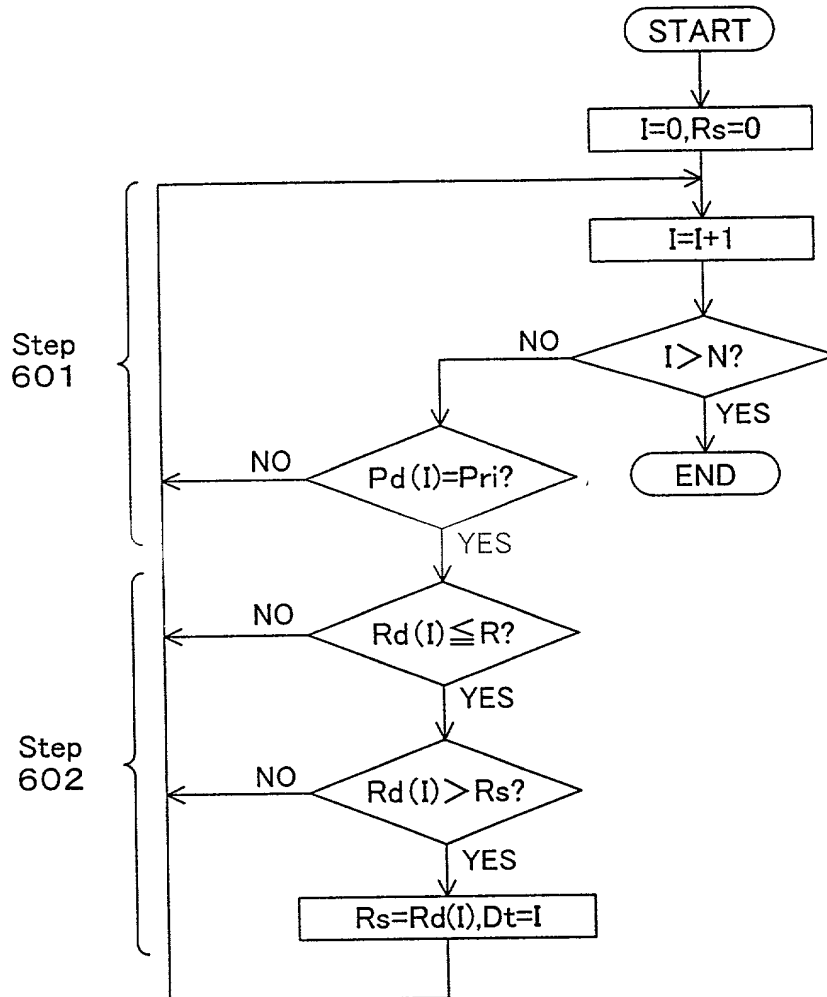 START
I=0,Rs=0
I=I+1
I>N?
NO
YES
END
Step
601
Pd(I)=Pri?
NO
YES
Rd(I)≦R?
NO
YES
Step
602
Rd(I)>Rs?
NO
YES
Rs=Rd(I),Dt=I